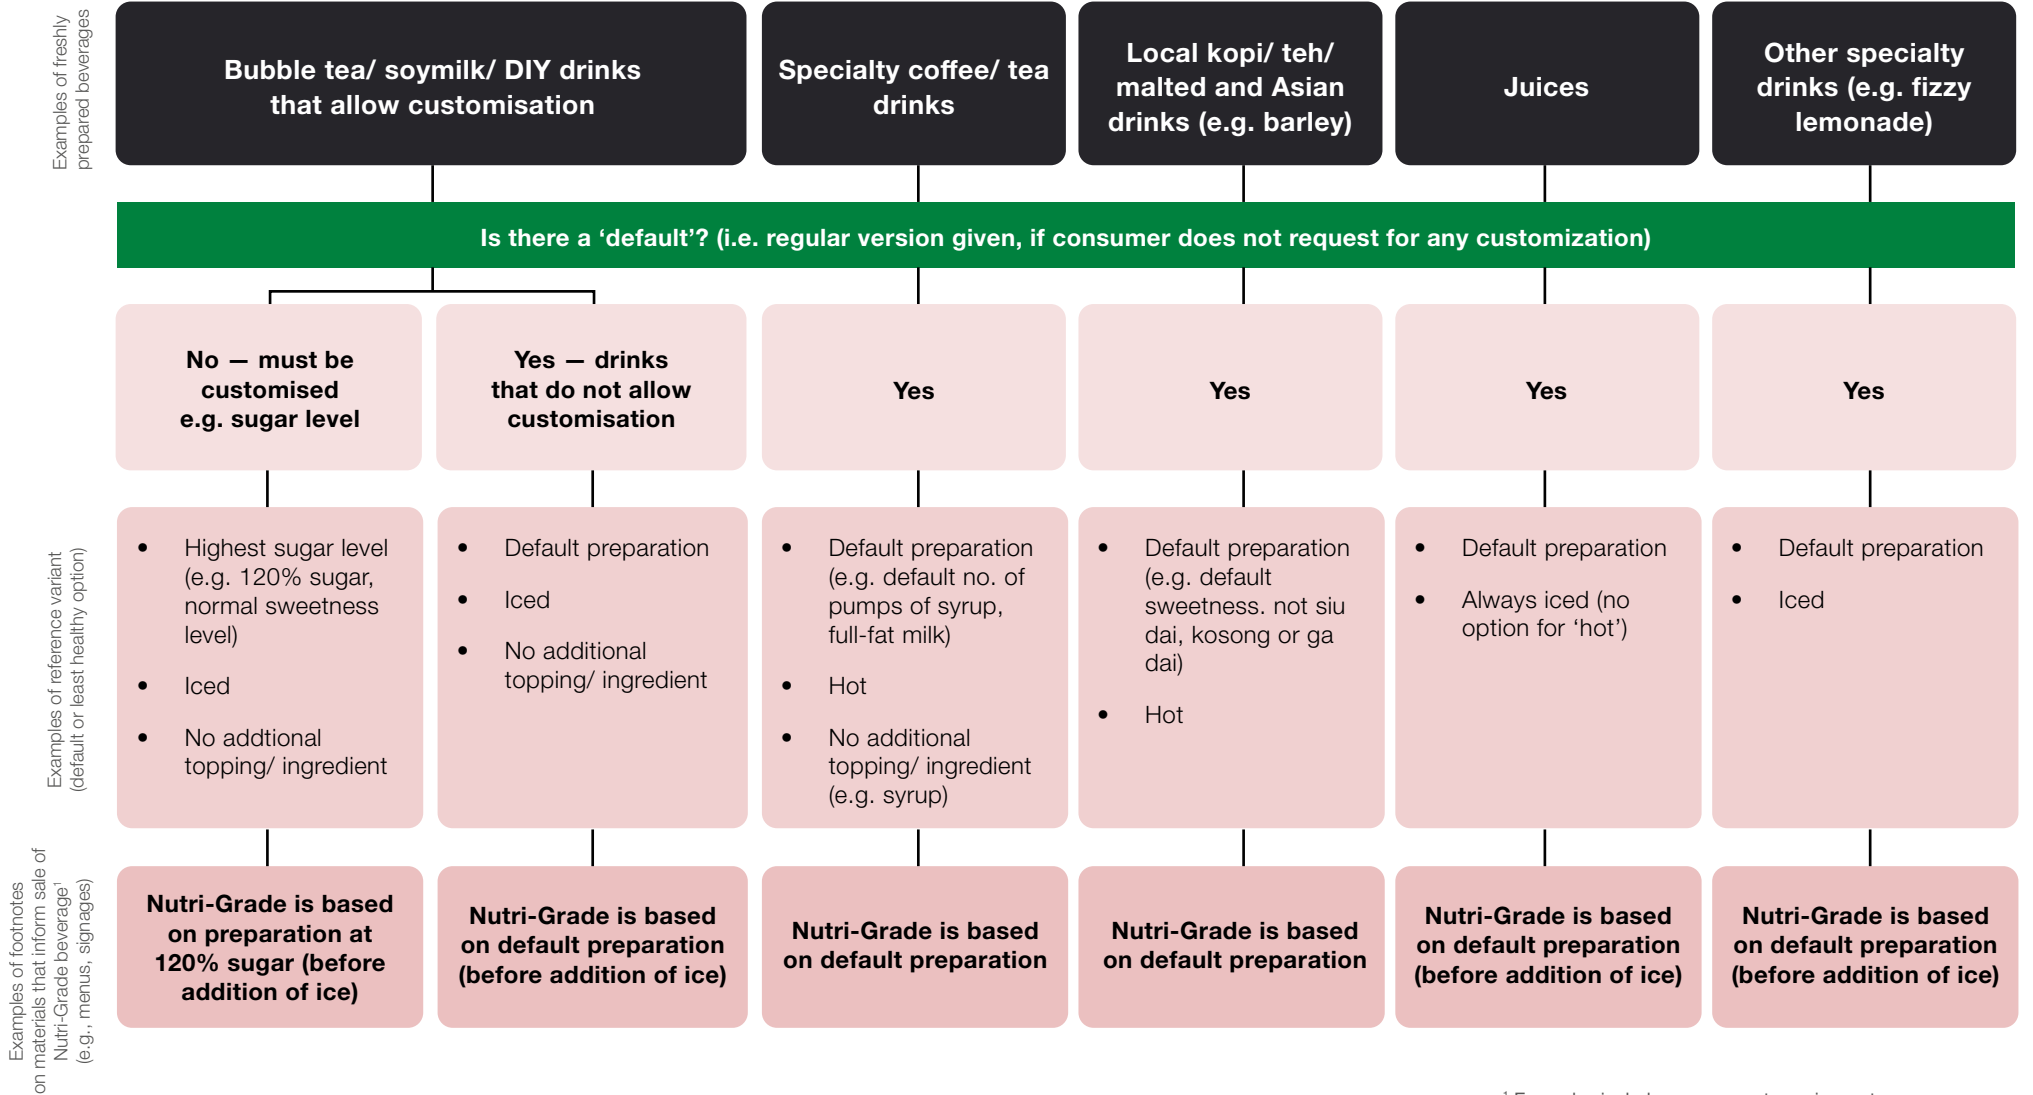 Examples of freshly
prepared beverages
Bubble tea/ soymilk/ DIY drinks
that allow customisation
Specialty coffee/ tea
drinks
Local kopi/ teh/
malted and Asian
drinks (e.g. barley)
Juices
Other specialty
drinks (e.g. fizzy
lemonade)
Is there a ‘default’? (i.e. regular version given, if consumer does not request for any customization)
No — must be
customised
e.g. sugar level
Yes — drinks
that do not allow
customisation
Yes
Yes
Yes
Yes
Examples of reference variant
(default or least healthy option)
• Highest sugar level
(e.g. 120% sugar,
normal sweetness
level)
• Iced
• No addtional
topping/ ingredient
• Default preparation
• Iced
• No additional
topping/ ingredient
• Default preparation
(e.g. default no. of
pumps of syrup,
full-fat milk)
• Hot
• No additional
topping/ ingredient
(e.g. syrup)
• Default preparation
(e.g. default
sweetness. not siu
dai, kosong or ga
dai)
• Hot
• Default preparation
• Always iced (no
option for ‘hot’)
• Default preparation
• Iced
Examples of footnotes
on materials that inform sale of
Nutri-Grade beverage¹
(e.g., menus, signages)
Nutri-Grade is based
on preparation at
120% sugar (before
addition of ice)
Nutri-Grade is based
on default preparation
(before addition of ice)
Nutri-Grade is based
on default preparation
Nutri-Grade is based
on default preparation
Nutri-Grade is based
on default preparation
(before addition of ice)
Nutri-Grade is based
on default preparation
(before addition of ice)